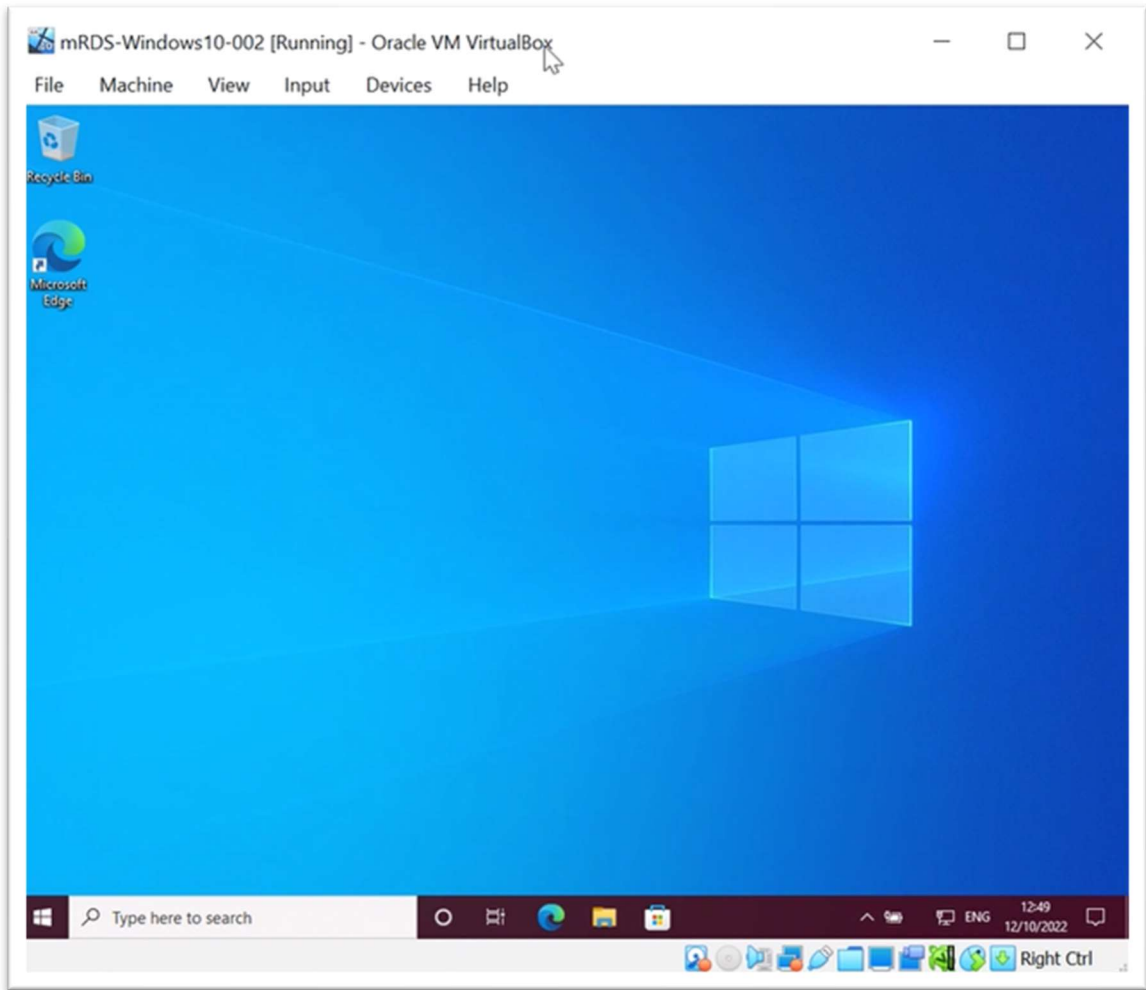 mRDS-Windows10-002 [Running] - Oracle VM VirtualBox
File Machine View Input Devices Help
Recycle Bin
Microsoft
Edge
Type here to search
ENG
12:49
12/10/2022
Right Ctrl